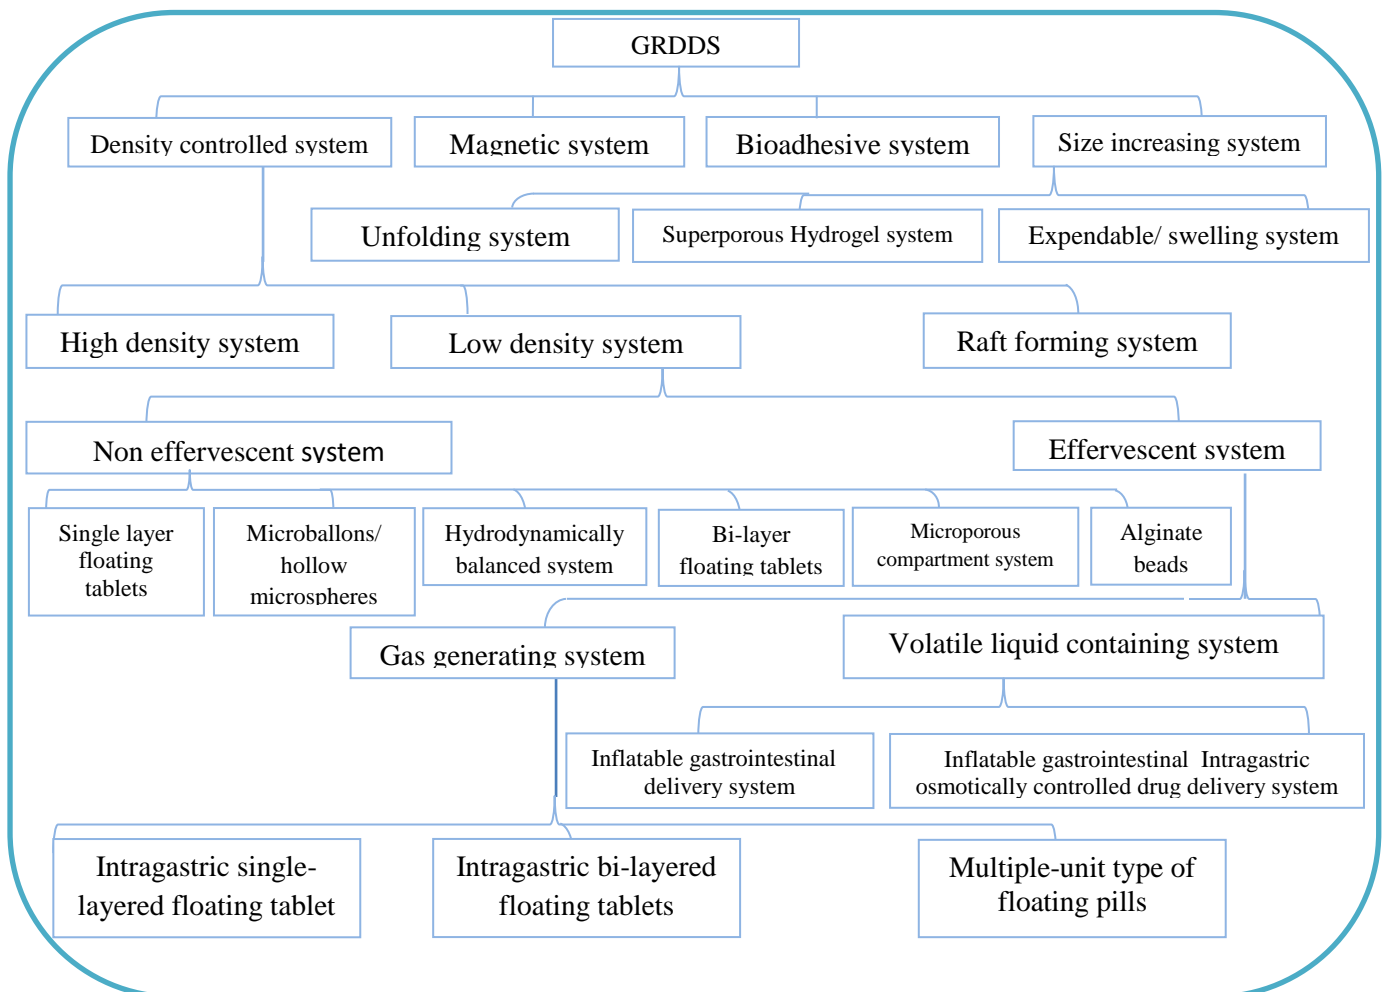 GRDDS
Density controlled system
Magnetic system
Bioadhesive system
Size increasing system
Unfolding system
Superporous Hydrogel system
Expendable/ swelling system
High density system
Low density system
Raft forming system
Non effervescent system
Effervescent system
Single layer
floating
tablets
Microballons/
hollow
microspheres
Hydrodynamically
balanced system
Bi-layer
floating tablets
Microporous
compartment system
Alginate
beads
Gas generating system
Volatile liquid containing system
Inflatable gastrointestinal
delivery system
Inflatable gastrointestinal Intragastric
osmotically controlled drug delivery system
Intragastric single-
layered floating tablet
Intragastric bi-layered
floating tablets
Multiple-unit type of
floating pills